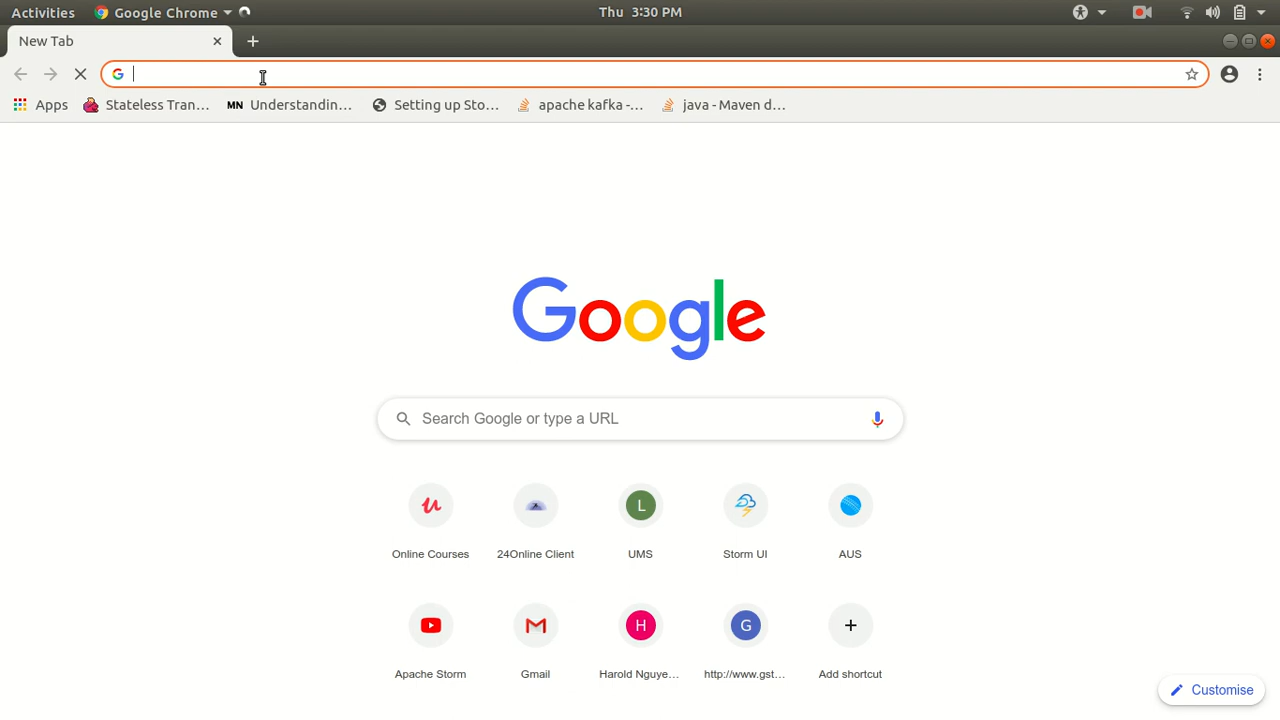 Activities Google Chrome Thu 3:30 PM
New Tab
Apps Stateless Tran... MN Understandin... Setting up Sto... apache kafka -... java - Maven d...
Google
Search Google or type a URL
L
Online Courses 24Online Client UMS Storm UI AUS
H G
Apache Storm Gmail Harold Nguye... http://www.gst... Add shortcut
Customise